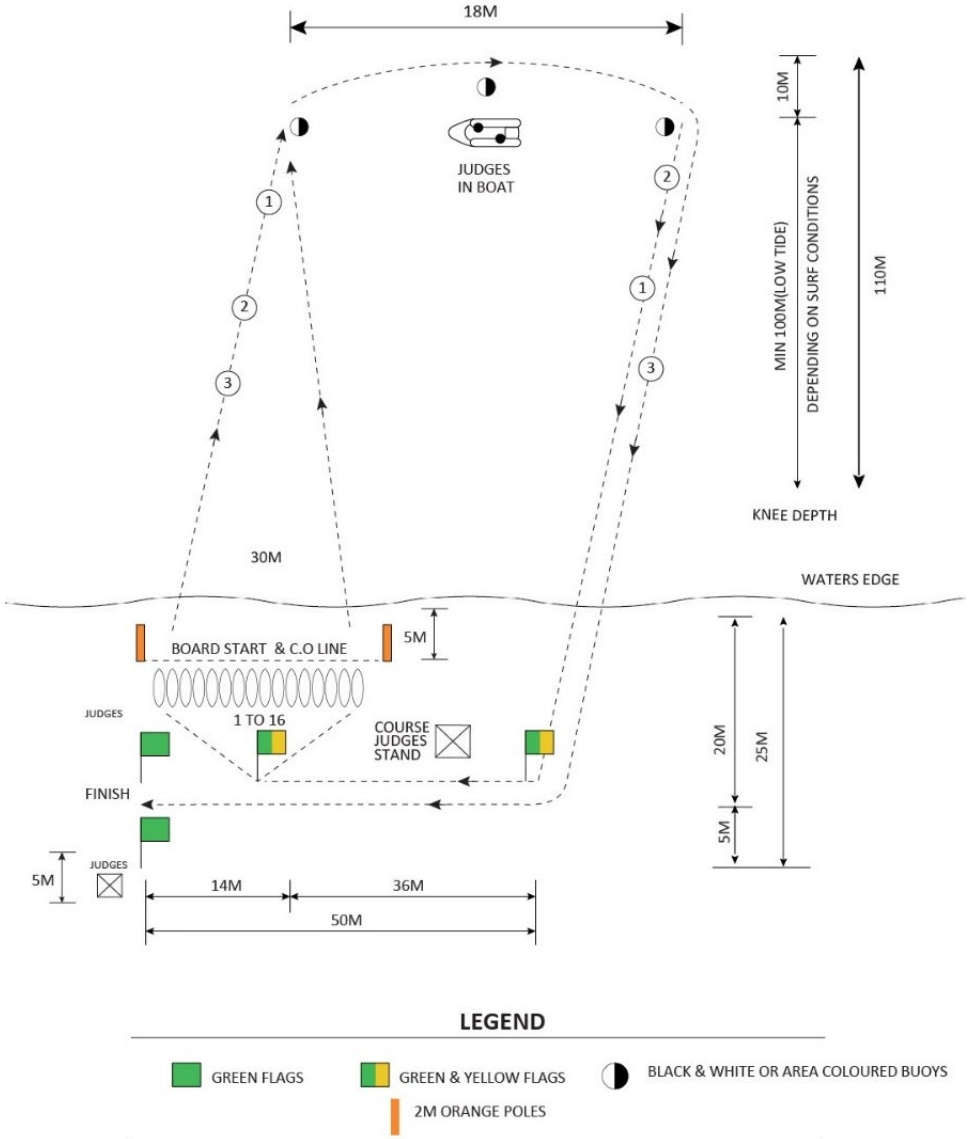 18M
10M
JUDGES
IN BOAT
1
2
2
1
3
3
MIN 100M(LOW TIDE)
DEPENDING ON SURF CONDITIONS
110M
KNEE DEPTH
30M
WATERS EDGE
5M
BOARD START & C.O LINE
JUDGES
1 TO 16
COURSE
JUDGES
STAND
20M
25M
FINISH
5M
JUDGES
5M
14M
36M
50M
LEGEND
GREEN FLAGS
GREEN & YELLOW FLAGS
BLACK & WHITE OR AREA COLOURED BUOYS
2M ORANGE POLES